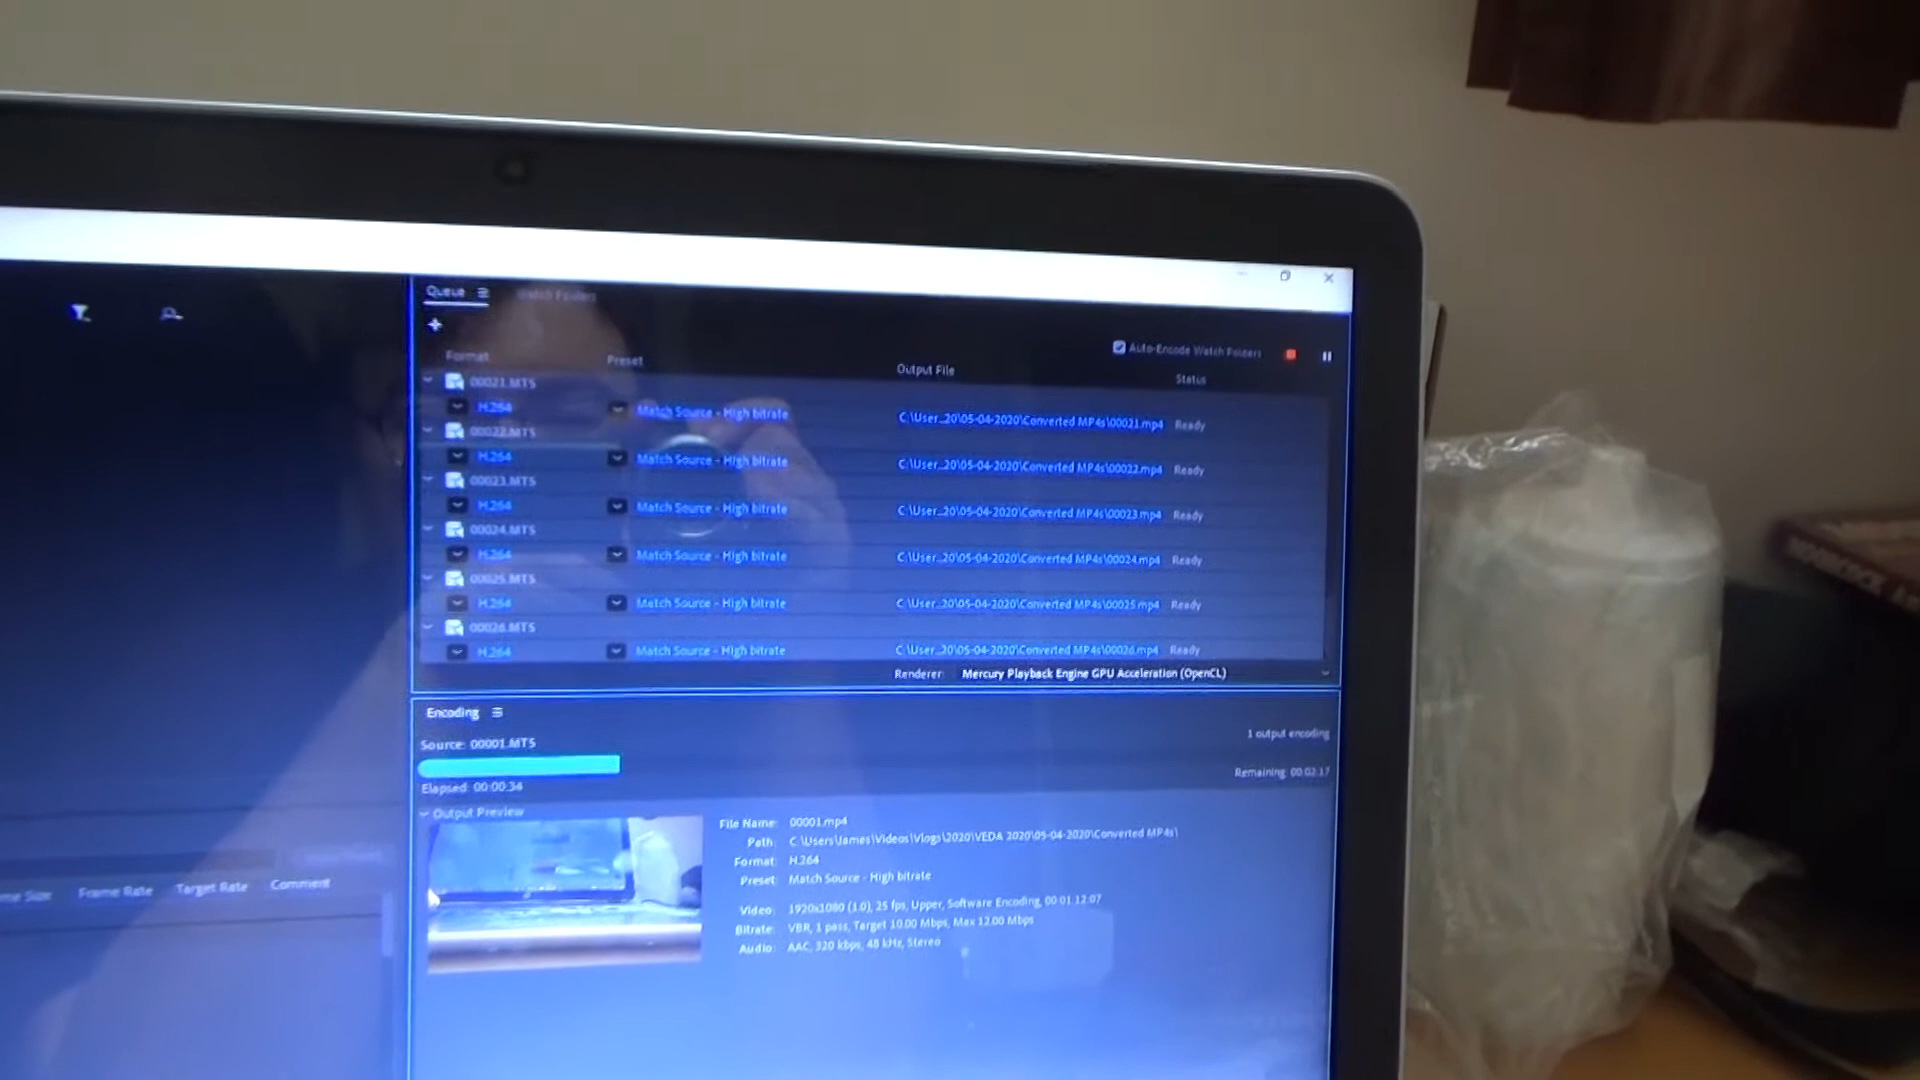 Queue
Watch Folders
Auto-Encode Watch Folders
Format Preset Output File Status
00021.MTS
H.264 Match Source - High bitrate C:\User...20\05-04-2020\Converted MP4s\00021.mp4 Ready
00022.MTS
H.264 Match Source - High bitrate C:\User...20\05-04-2020\Converted MP4s\00022.mp4 Ready
00023.MTS
H.264 Match Source - High bitrate C:\User...20\05-04-2020\Converted MP4s\00023.mp4 Ready
00024.MTS
H.264 Match Source - High bitrate C:\User...20\05-04-2020\Converted MP4s\00024.mp4 Ready
00025.MTS
H.264 Match Source - High bitrate C:\User...20\05-04-2020\Converted MP4s\00025.mp4 Ready
00026.MTS
H.264 Match Source - High bitrate C:\User...20\05-04-2020\Converted MP4s\00026.mp4 Ready
Renderer: Mercury Playback Engine GPU Acceleration (OpenCL)
Encoding
1 output encoding
Source: 00001.MTS
Elapsed: 00:00:34
Remaining: 00:02:17
Output Preview
File Name: 00001.mp4
Path: C:\Users\James\Videos\Vlogs\2020\VEDA 2020\05-04-2020\Converted MP4s\
Format: H.264
Preset: Match Source - High bitrate
Video: 1920x1080 (1.0), 25 fps, Upper, Software Encoding, 00:01:12:07
Bitrate: VBR, 1 pass, Target 10.00 Mbps, Max 12.00 Mbps
Audio: AAC, 320 kbps, 48 kHz, Stereo
Size Frame Rate Target Rate Comment
MOORCOCK